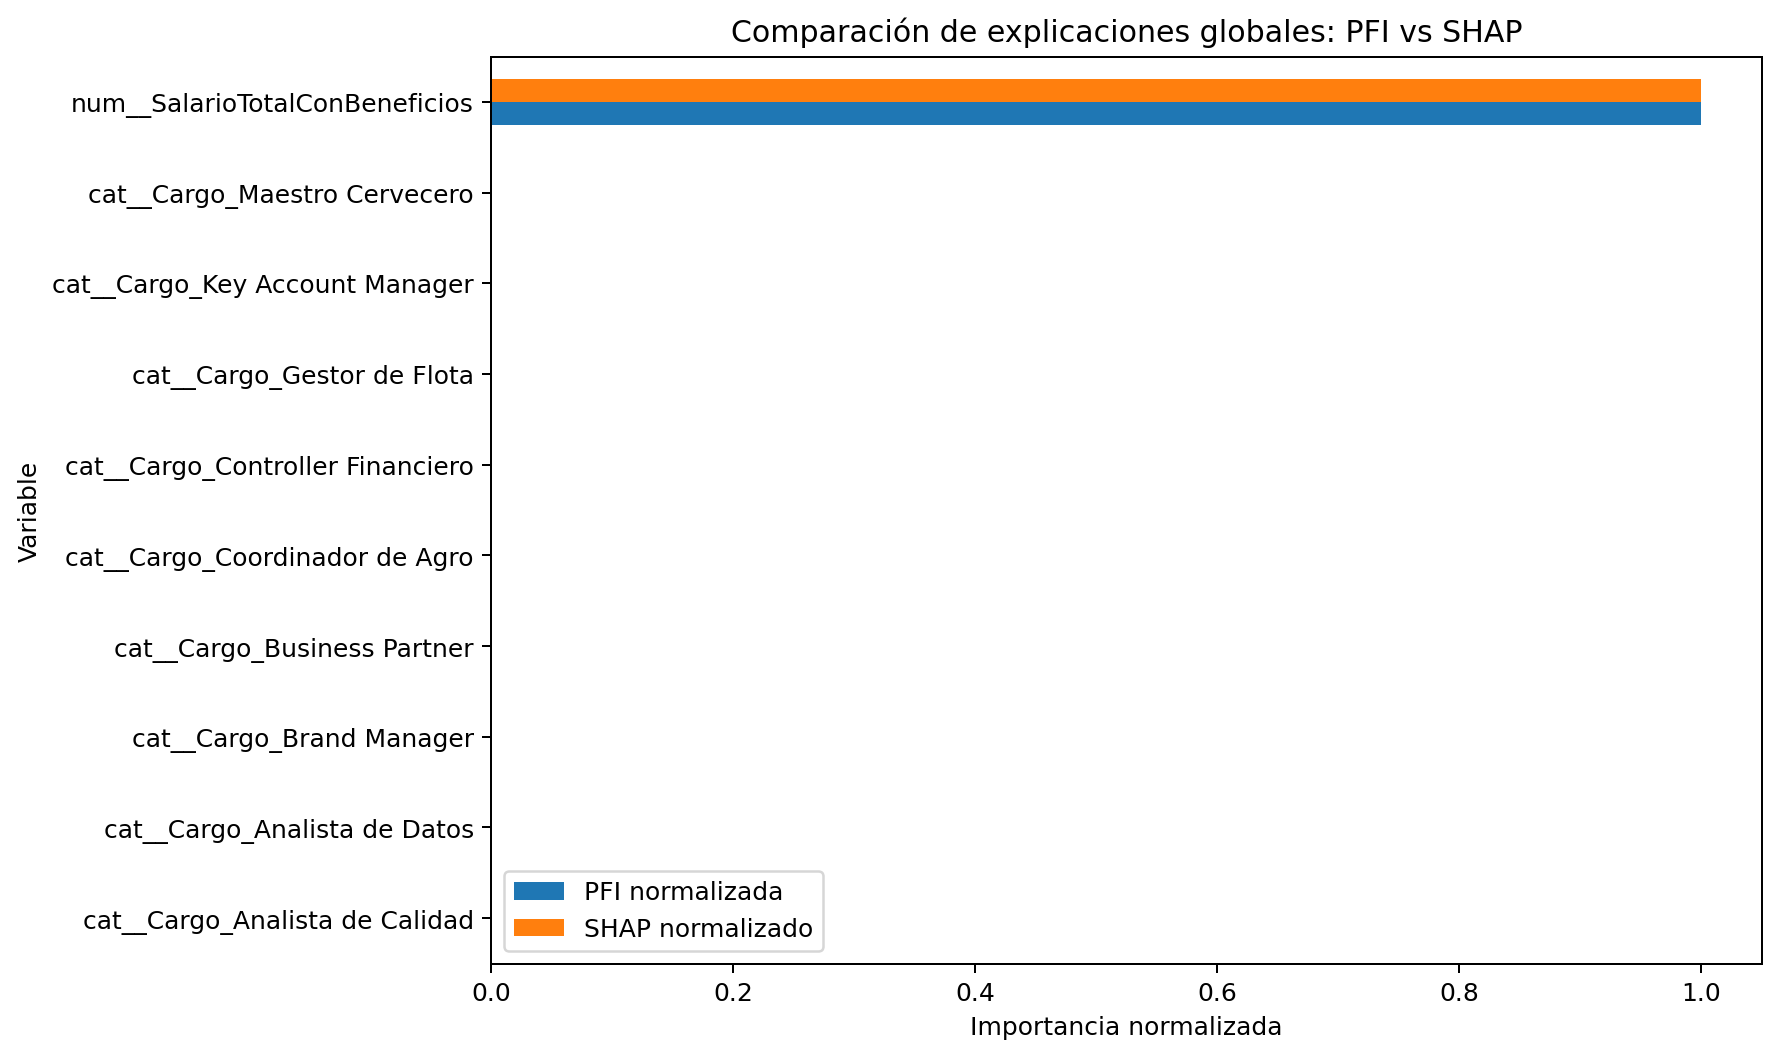 Comparación de explicaciones globales: PFI vs SHAP
num__SalarioTotalConBeneficios
cat__Cargo_Maestro Cervecero
cat__Cargo_Key Account Manager
cat__Cargo_Gestor de Flota
cat__Cargo_Controller Financiero
cat__Cargo_Coordinador de Agro
cat__Cargo_Business Partner
cat__Cargo_Brand Manager
cat__Cargo_Analista de Datos
cat__Cargo_Analista de Calidad
Variable
PFI normalizada
SHAP normalizado
0.0 0.2 0.4 0.6 0.8 1.0
Importancia normalizada